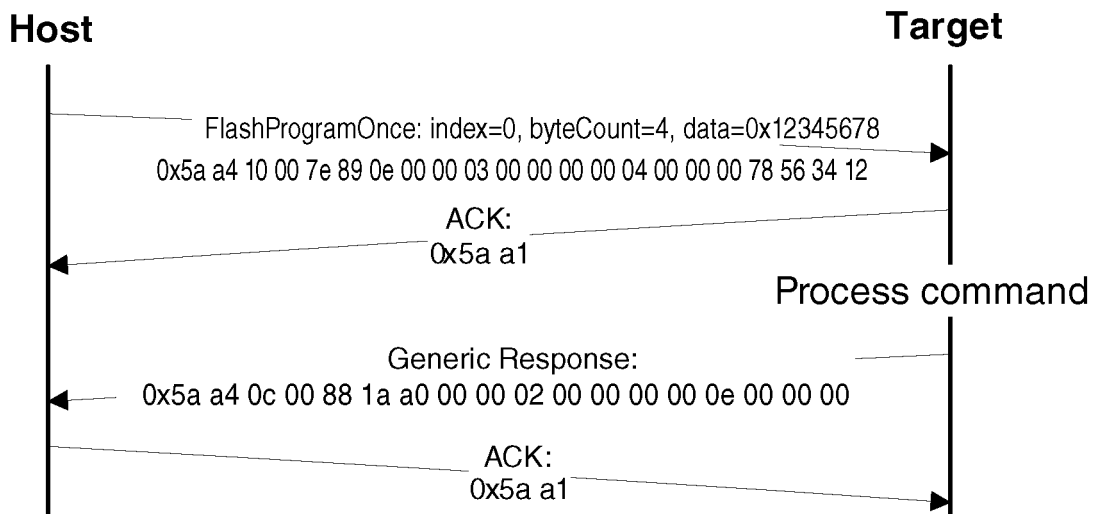 Host
Target
FlashProgramOnce: index=0, byteCount=4, data=0x12345678
0x5a a4 10 00 7e 89 0e 00 00 03 00 00 00 00 04 00 00 00 78 56 34 12
ACK:
0x5a a1
Process command
Generic Response:
0x5a a4 0c 00 88 1a a0 00 00 02 00 00 00 00 0e 00 00 00
ACK:
0x5a a1